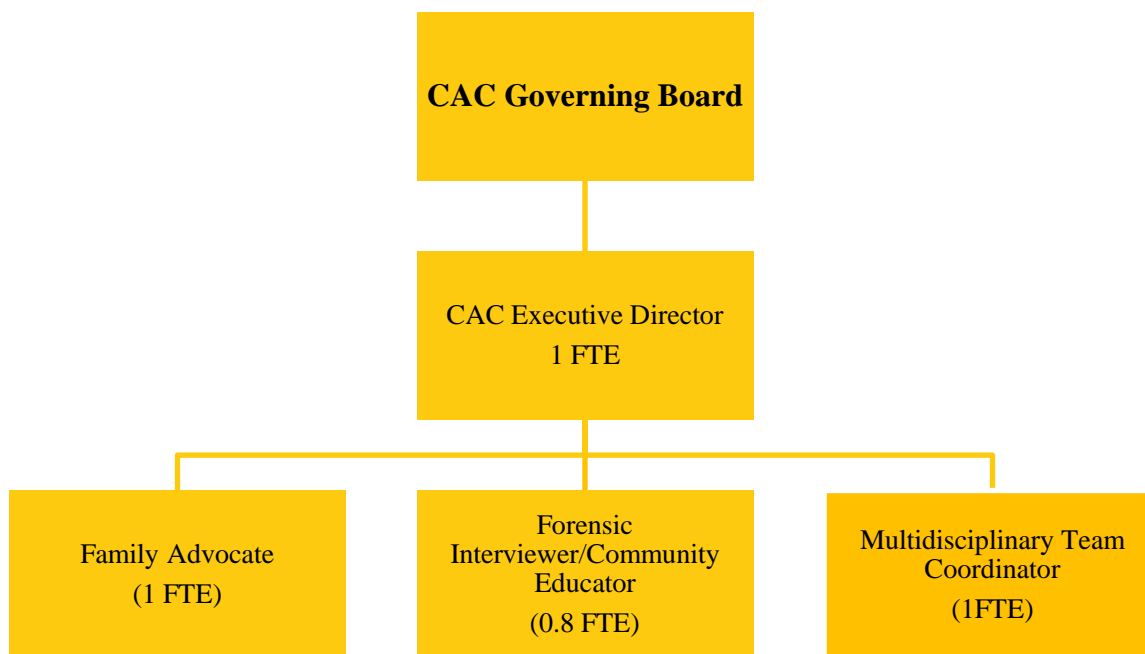 CAC Governing Board
CAC Executive Director
1 FTE
Family Advocate
(1 FTE)
Forensic
Interviewer/Community
Educator
(0.8 FTE)
Multidisciplinary Team
Coordinator
(1FTE)